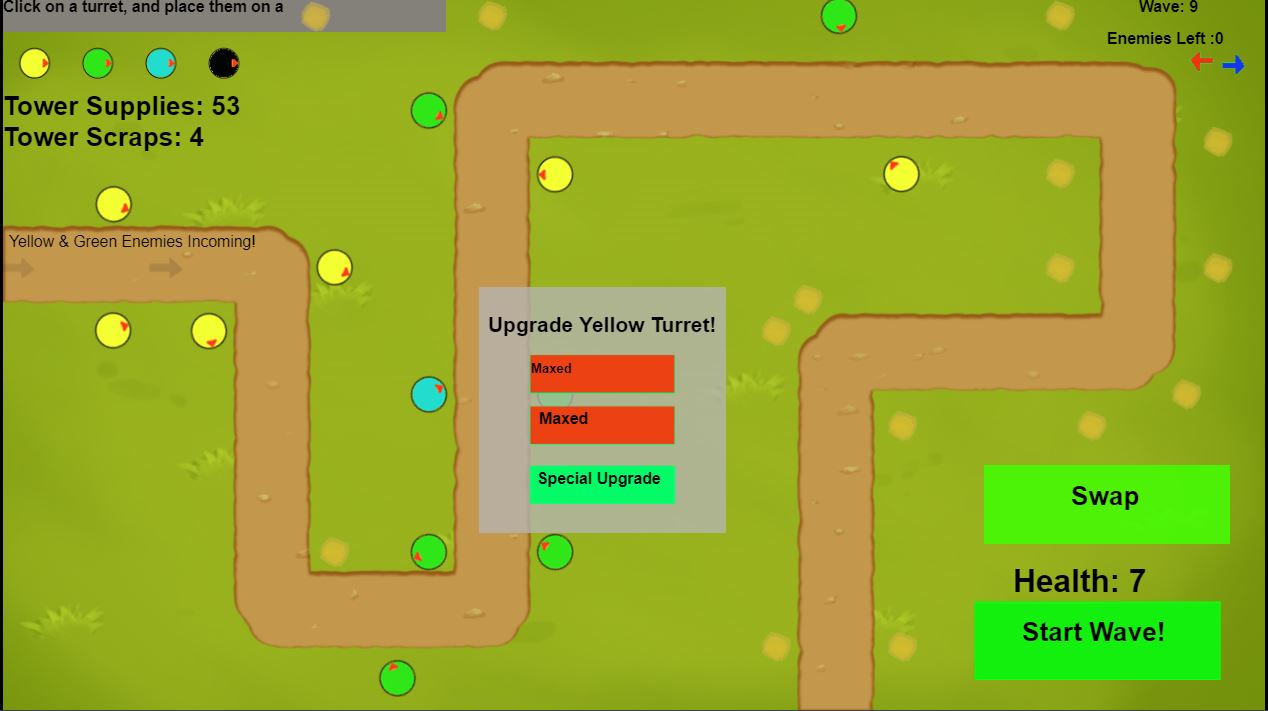 Click on a turret, and place them on a
Wave: 9
Enemies Left :0
Tower Supplies: 53
Tower Scraps: 4
Yellow & Green Enemies Incoming!
Upgrade Yellow Turret!
Maxed
Maxed
Special Upgrade
Swap
Health: 7
Start Wave!